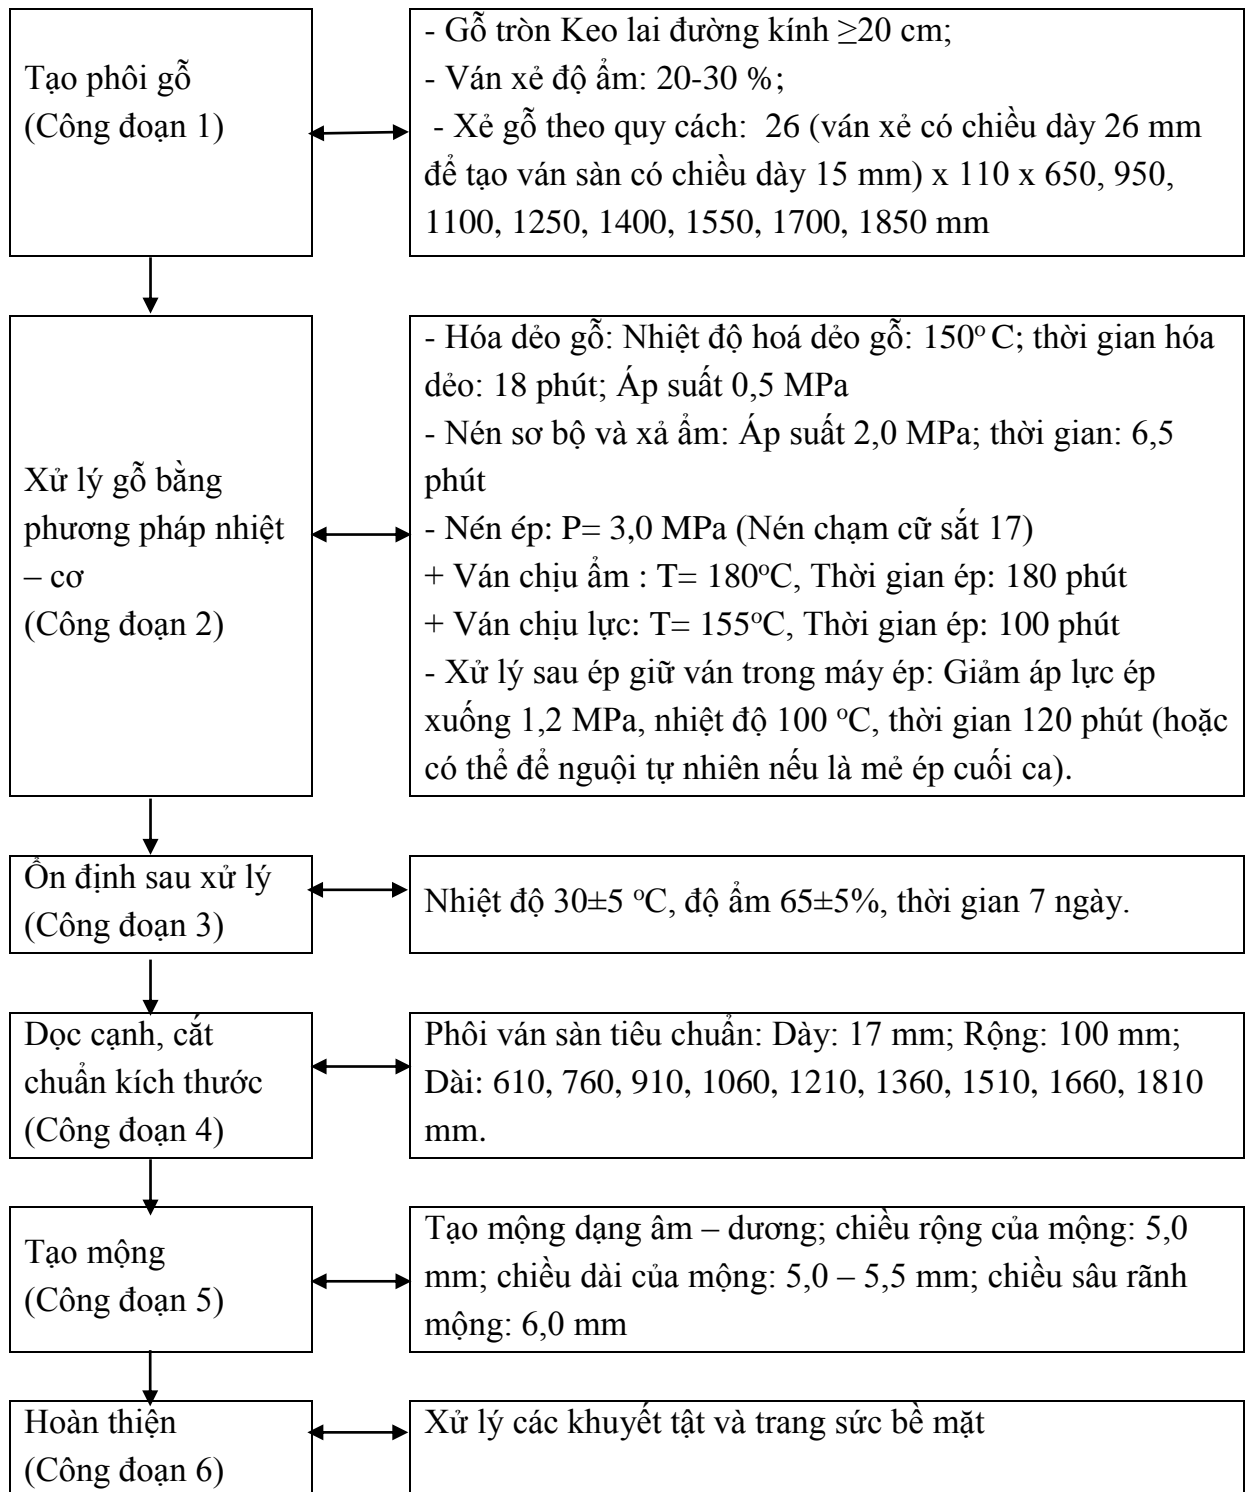 Tạo phôi gỗ
(Công đoạn 1)
- Gỗ tròn Keo lai đường kính ≥20 cm;
- Ván xẻ độ ẩm: 20-30 %;
- Xẻ gỗ theo quy cách: 26 (ván xẻ có chiều dày 26 mm
để tạo ván sàn có chiều dày 15 mm) x 110 x 650, 950,
1100, 1250, 1400, 1550, 1700, 1850 mm
Xử lý gỗ bằng
phương pháp nhiệt
– cơ
(Công đoạn 2)
- Hóa dẻo gỗ: Nhiệt độ hoá dẻo gỗ: 150º C; thời gian hóa
dẻo: 18 phút; Áp suất 0,5 MPa
- Nén sơ bộ và xả ẩm: Áp suất 2,0 MPa; thời gian: 6,5
phút
- Nén ép: P= 3,0 MPa (Nén chạm cữ sắt 17)
+ Ván chịu ẩm : T= 180ºC, Thời gian ép: 180 phút
+ Ván chịu lực: T= 155ºC, Thời gian ép: 100 phút
- Xử lý sau ép giữ ván trong máy ép: Giảm áp lực ép
xuống 1,2 MPa, nhiệt độ 100 ºC, thời gian 120 phút (hoặc
có thể để nguội tự nhiên nếu là mẻ ép cuối ca).
Ổn định sau xử lý
(Công đoạn 3)
Nhiệt độ 30±5 ºC, độ ẩm 65±5%, thời gian 7 ngày.
Dọc cạnh, cắt
chuẩn kích thước
(Công đoạn 4)
Phôi ván sàn tiêu chuẩn: Dày: 17 mm; Rộng: 100 mm;
Dài: 610, 760, 910, 1060, 1210, 1360, 1510, 1660, 1810
mm.
Tạo mộng
(Công đoạn 5)
Tạo mộng dạng âm – dương; chiều rộng của mộng: 5,0
mm; chiều dài của mộng: 5,0 – 5,5 mm; chiều sâu rãnh
mộng: 6,0 mm
Hoàn thiện
(Công đoạn 6)
Xử lý các khuyết tật và trang sức bề mặt